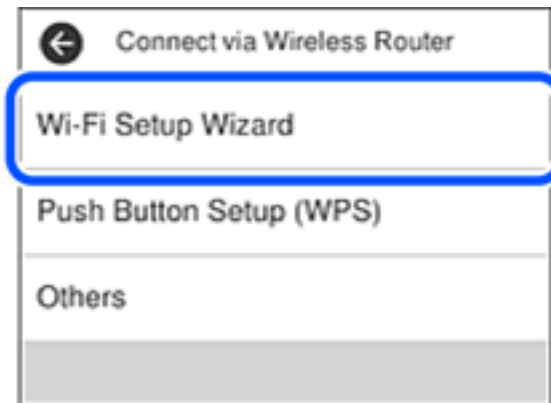 Connect via Wireless Router
Wi-Fi Setup Wizard
Push Button Setup (WPS)
Others